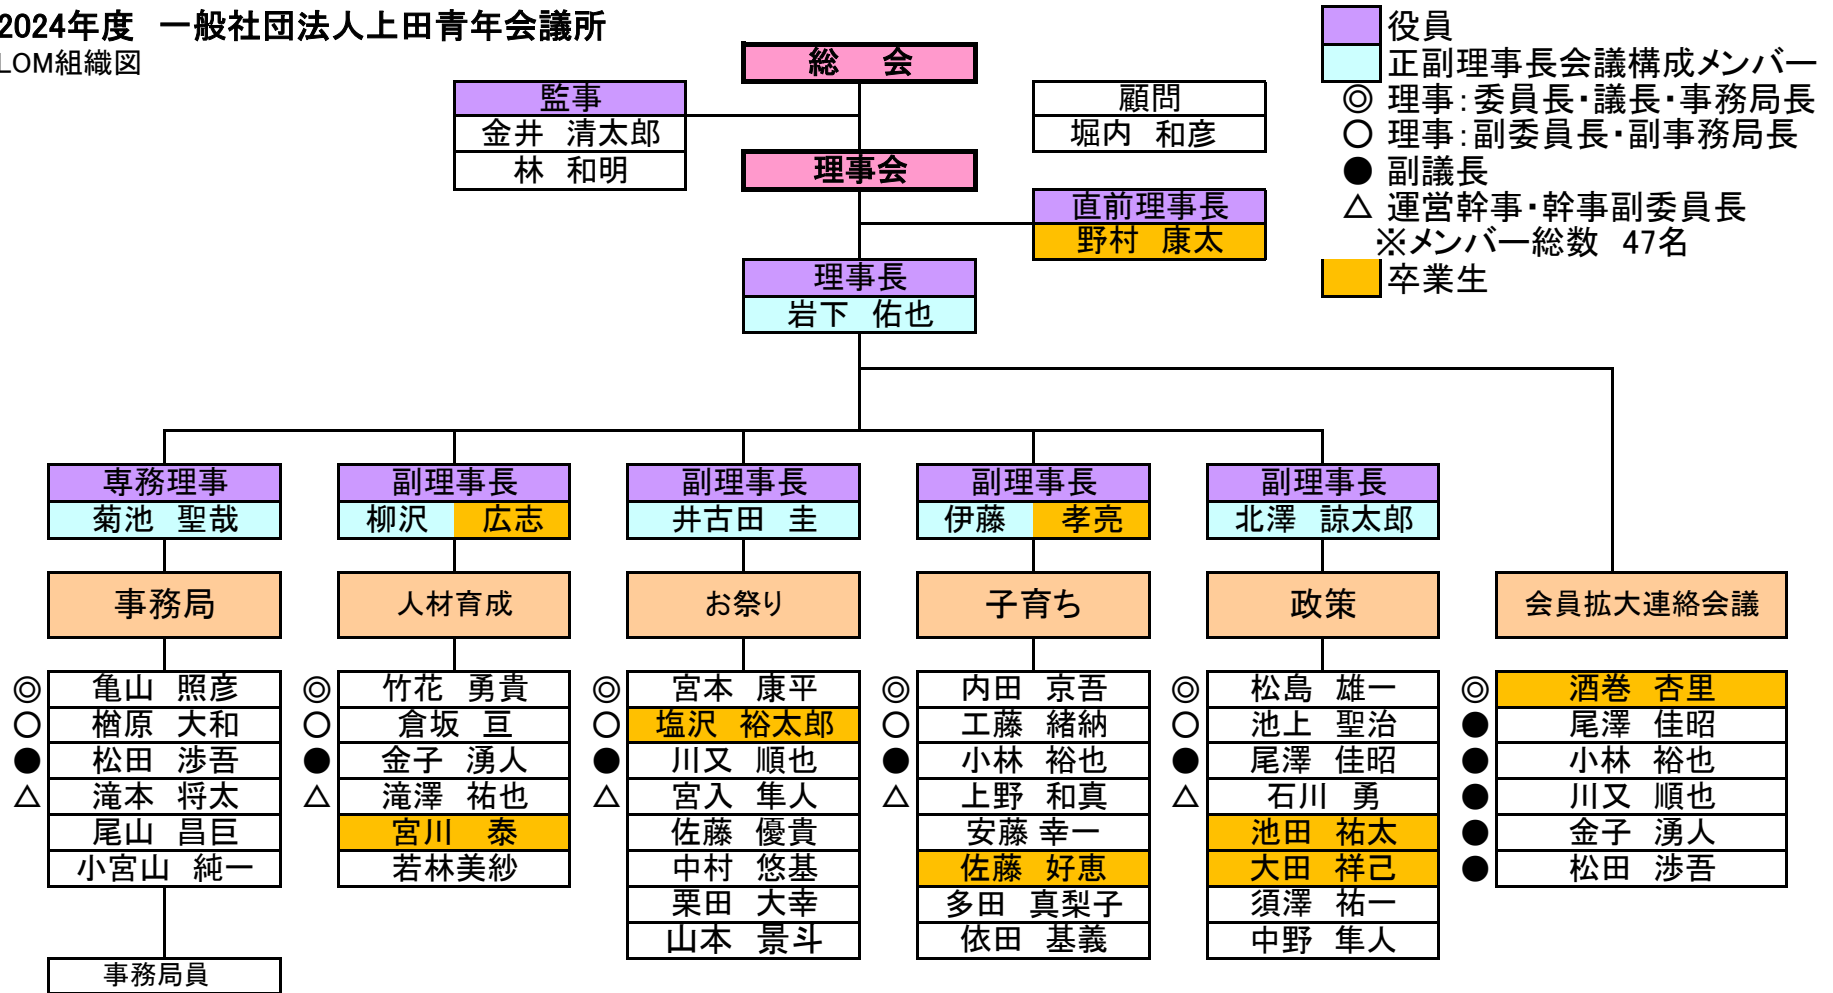 2024年度　一般社団法人上田青年会議所
LOM組織図
役員
正副理事長会議構成メンバー
◎ 理事：委員長・議長・事務局長
○ 理事：副委員長・副事務局長
● 副議長
△ 運営幹事・幹事副委員長
※メンバー総数　47名
卒業生
総　会
監事
金井　清太郎
林　和明
顧問
堀内　和彦
理事会
直前理事長
野村　康太
理事長
岩下　佑也
専務理事
菊池　聖哉
事務局
◎ 亀山　照彦
○ 楢原　大和
● 松田　渉吾
△ 滝本　将太
尾山　昌巨
小宮山　純一
事務局員
副理事長
柳沢　広志
人材育成
◎ 竹花　勇貴
○ 倉坂　亘
● 金子　湧人
△ 滝澤　祐也
宮川　泰
若林美紗
副理事長
井古田　圭
お祭り
◎ 宮本　康平
○ 塩沢　裕太郎
● 川又　順也
△ 宮入　隼人
佐藤　優貴
中村　悠基
栗田　大幸
山本　景斗
副理事長
伊藤　孝亮
子育ち
◎ 内田　京吾
○ 工藤　緒納
● 小林　裕也
△ 上野　和真
安藤 幸一
佐藤　好恵
多田　真梨子
依田　基義
副理事長
北澤　諒太郎
政策
◎ 松島　雄一
○ 池上　聖治
● 尾澤　佳昭
△ 石川　勇
池田　祐太
大田　祥己
須澤　祐一
中野　隼人
会員拡大連絡会議
◎ 酒巻　杏里
● 尾澤　佳昭
● 小林　裕也
● 川又　順也
● 金子　湧人
● 松田　渉吾